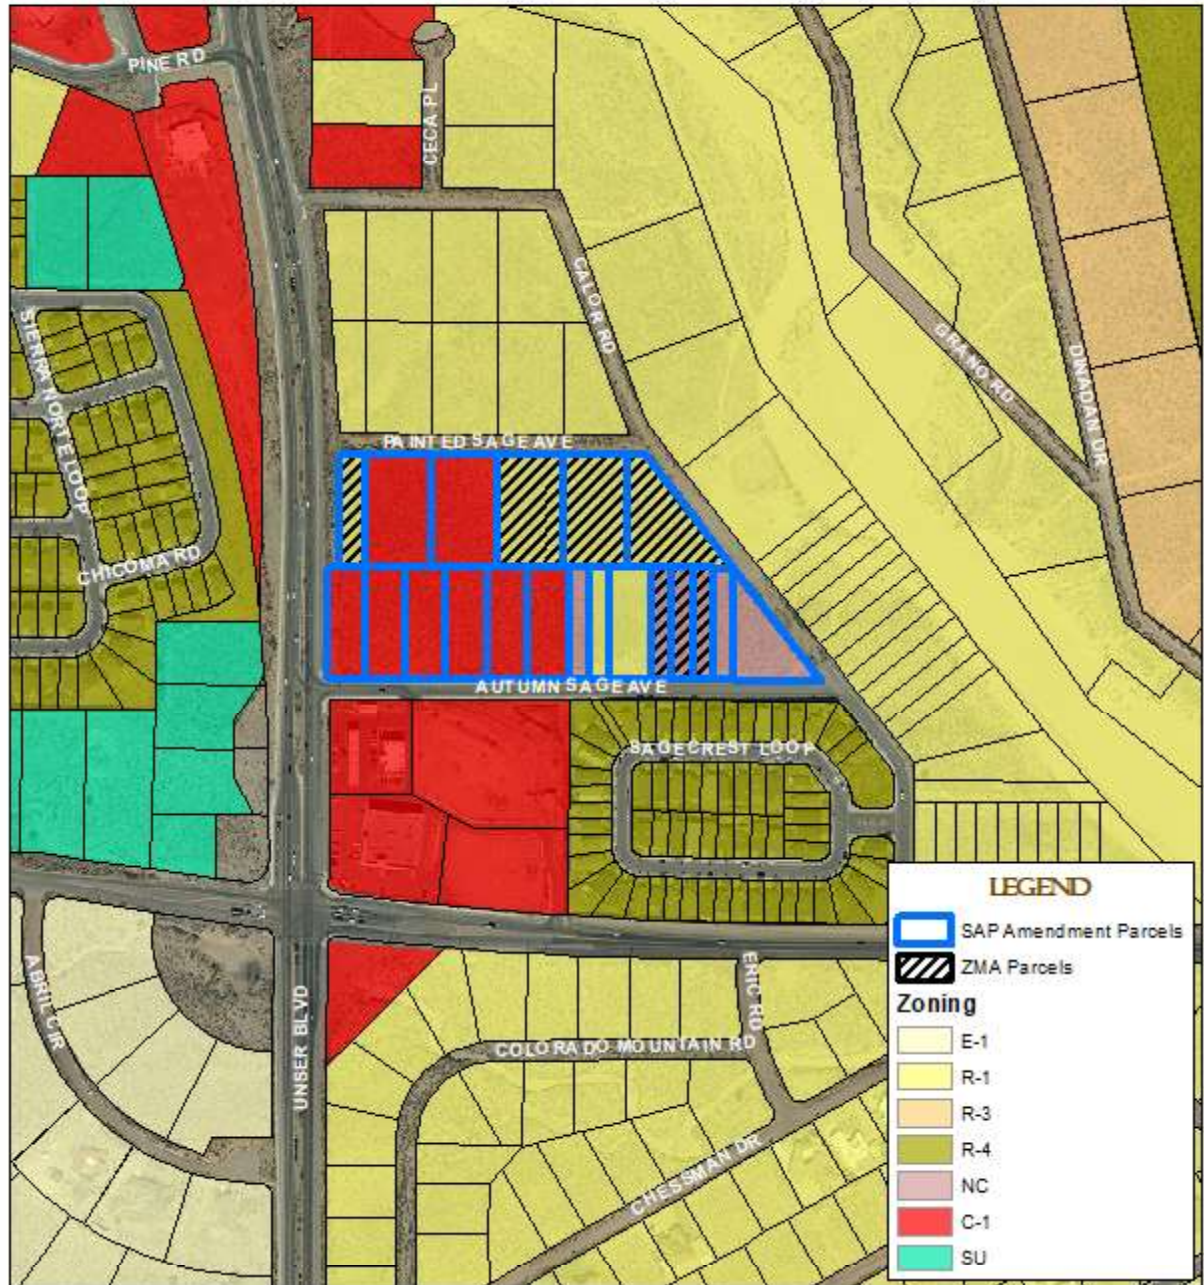 PINE RD
CECA PL
CALOR RD
SIERRA NORTE LOOP
GRANO RD
DINADAN DR
PAINTED SAGE AVE
CHICOMA RD
AUTUMN SAGE AVE
SAGECREST LOOP
ABRIL CIR
UNSER BLVD
ERIC RD
COLORADO MOUNTAIN RD
CHESSMAN DR
LEGEND
SAP Amendment Parcels
ZMA Parcels
Zoning
E-1
R-1
R-3
R-4
NC
C-1
SU